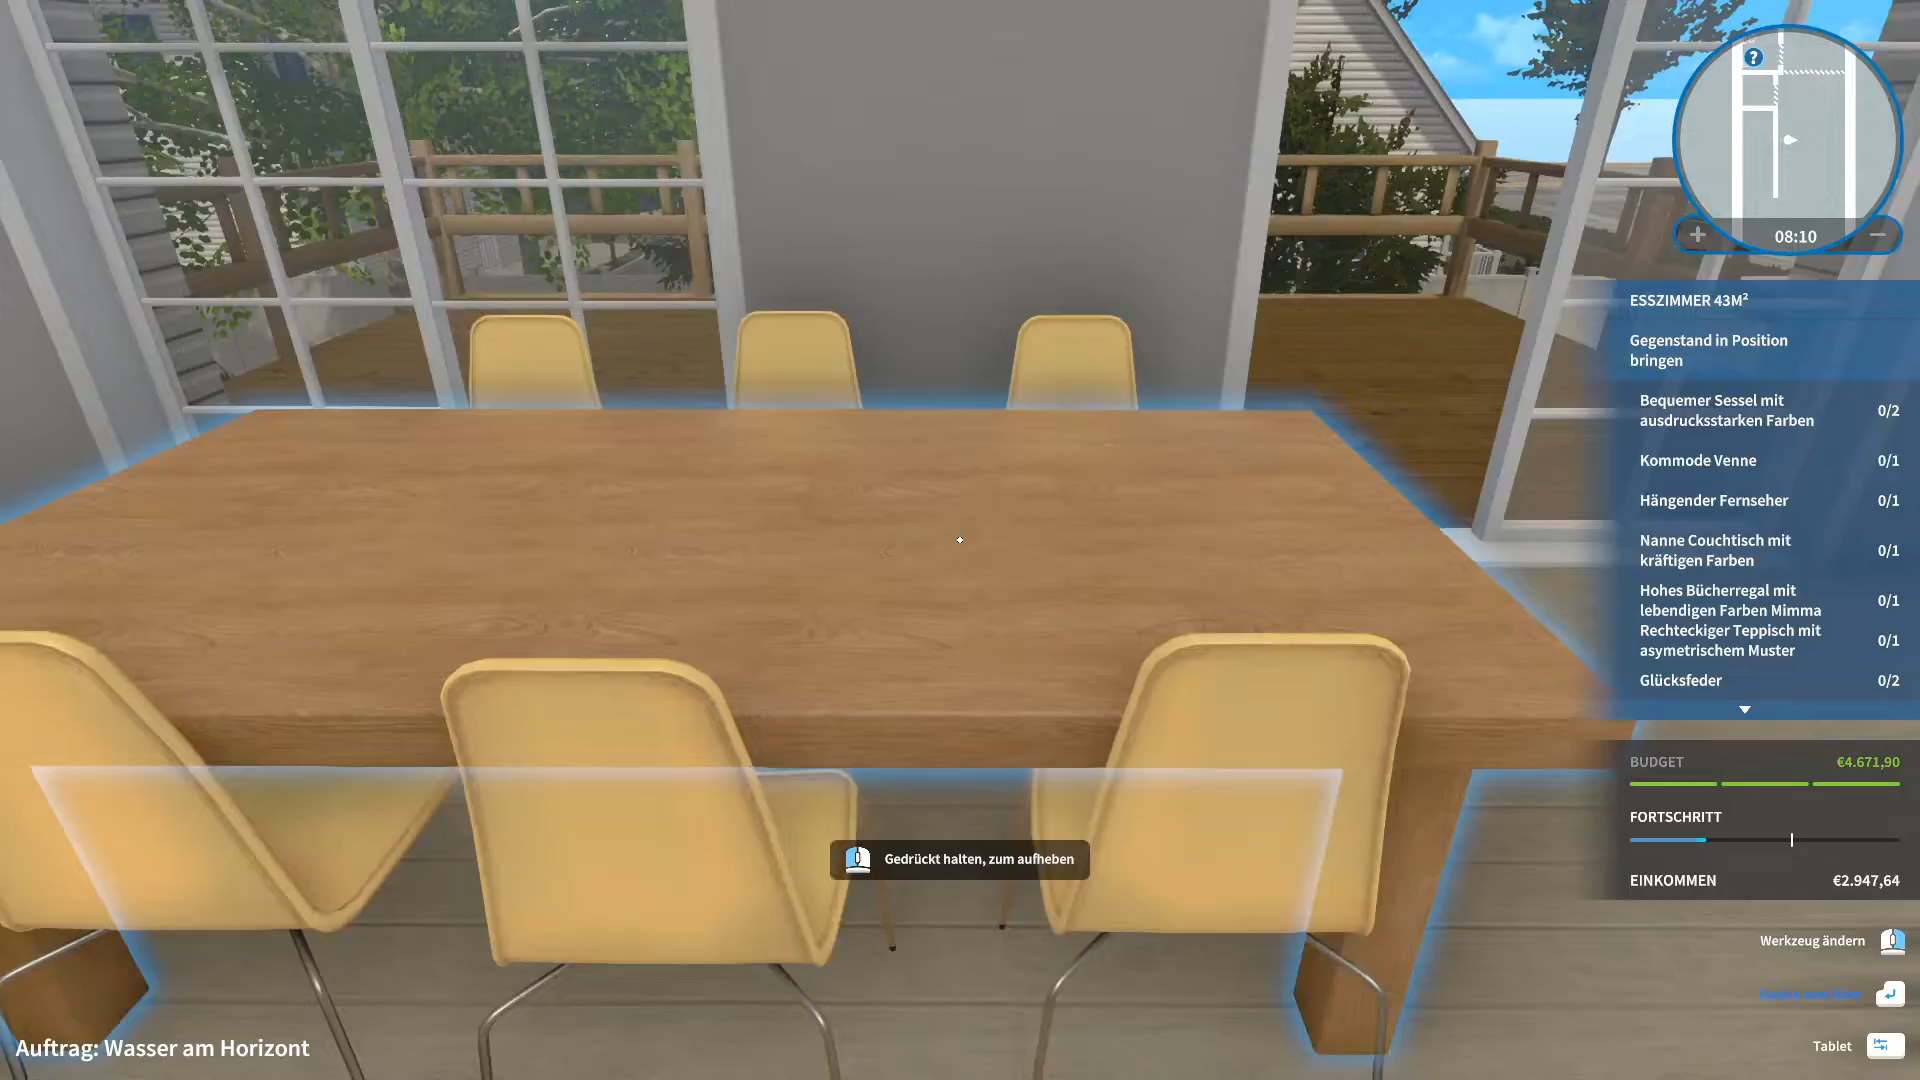 ?
08:10
ESSZIMMER 43M²
Gegenstand in Position
bringen
Bequemer Sessel mit
ausdrucksstarken Farben
0/2
Kommode Venne
0/1
Hängender Fernseher
0/1
Nanne Couchtisch mit
kräftigen Farben
0/1
Hohes Bücherregal mit
lebendigen Farben Mimma
0/1
Rechteckiger Teppisch mit
asymetrischem Muster
0/1
Glücksfeder
0/2
BUDGET
€4.671,90
FORTSCHRITT
EINKOMMEN
€2.947,64
Gedrückt halten, zum aufheben
Werkzeug ändern
Tablet
Auftrag: Wasser am Horizont